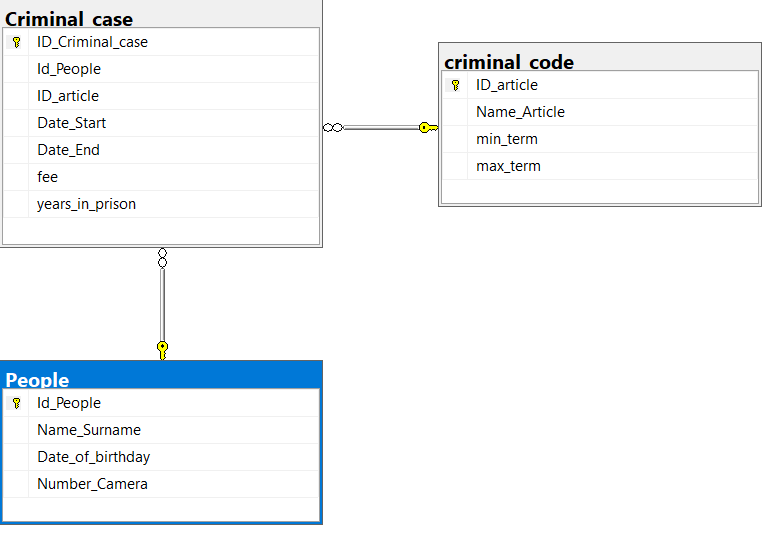 Criminal_case
ID_Criminal_case
Id_People
ID_article
Date_Start
Date_End
fee
years_in_prison
criminal_code
ID_article
Name_Article
min_term
max_term
People
Id_People
Name_Surname
Date_of_birthday
Number_Camera